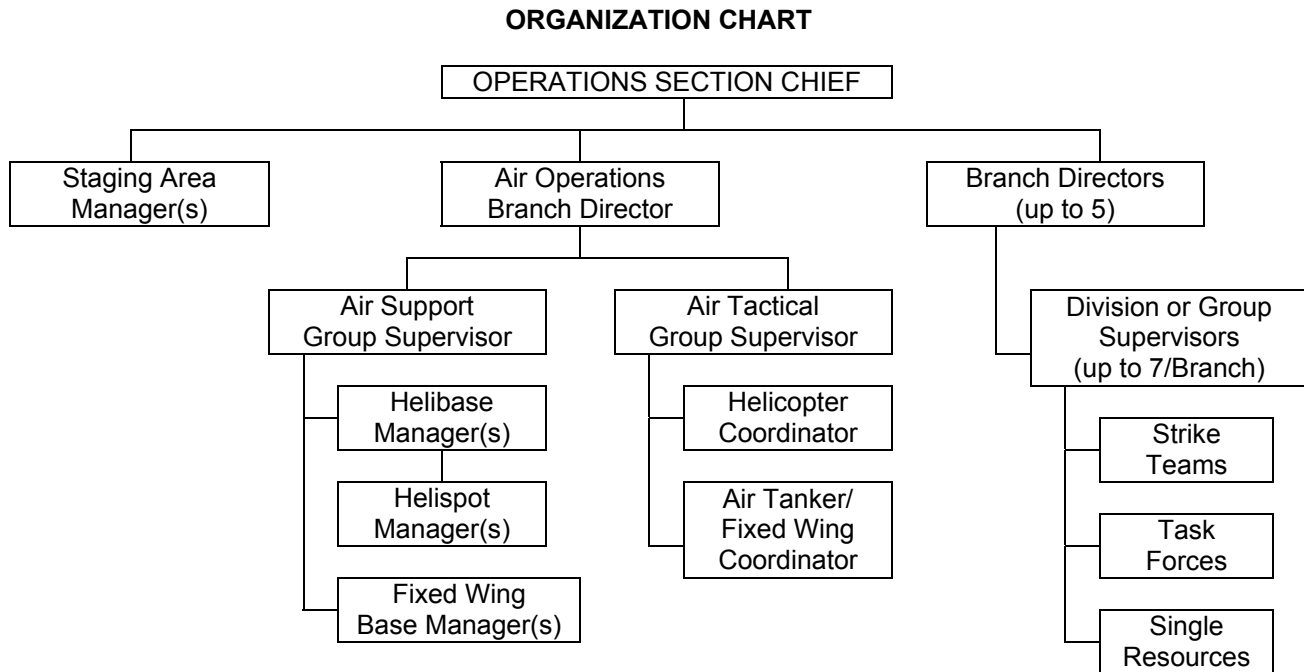 ORGANIZATION CHART
OPERATIONS SECTION CHIEF
Staging Area
Manager(s)
Air Operations
Branch Director
Branch Directors
(up to 5)
Air Support
Group Supervisor
Air Tactical
Group Supervisor
Division or Group
Supervisors
(up to 7/Branch)
Helibase
Manager(s)
Helicopter
Coordinator
Strike
Teams
Helispot
Manager(s)
Air Tanker/
Fixed Wing
Coordinator
Task
Forces
Fixed Wing
Base Manager(s)
Single
Resources